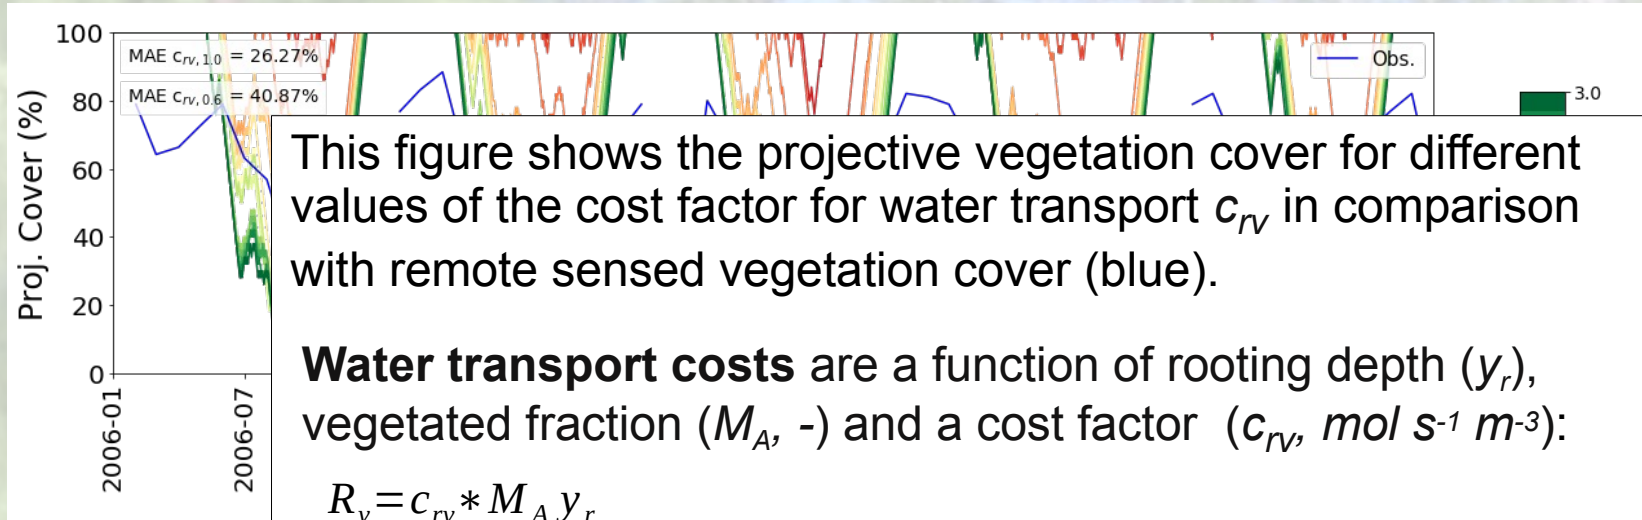 100
MAE c_rv, 1.0 = 26.27%
Obs.
MAE c_rv, 0.6 = 40.87%
80
3.0
Proj. Cover (%)
60
40
20
0
2006-01
2006-07
This figure shows the projective vegetation cover for different
values of the cost factor for water transport c_rv in comparison
with remote sensed vegetation cover (blue).
Water transport costs are a function of rooting depth (y_r),
vegetated fraction (M_A, -) and a cost factor (c_rv, mol s⁻¹ m⁻³):
R_v = c_rv * M_A y_r